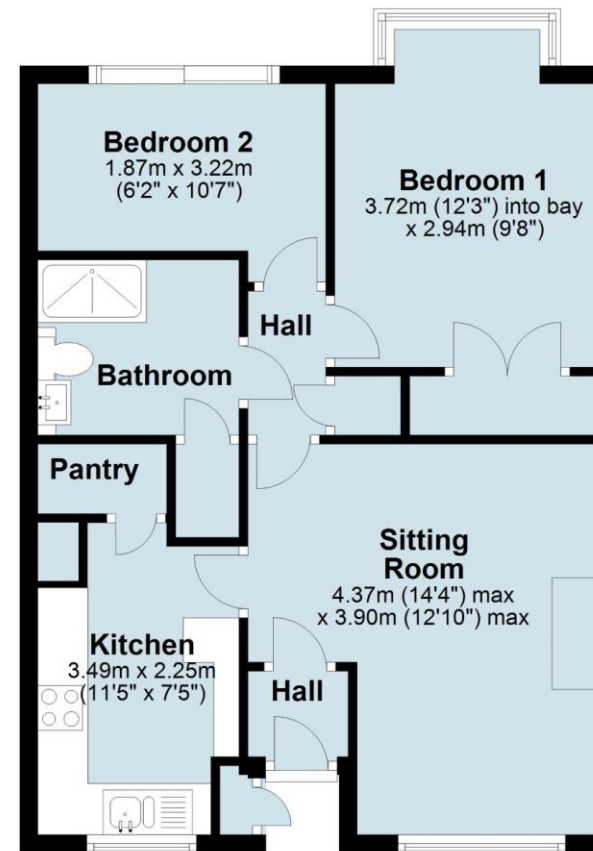 Bedroom 2
1.87m x 3.22m
(6'2" x 10'7")
Bedroom 1
3.72m (12'3") into bay
x 2.94m (9'8")
Hall
Bathroom
Pantry
Sitting
Room
4.37m (14'4") max
x 3.90m (12'10") max
Kitchen
3.49m x 2.25m
(11'5" x 7'5")
Hall